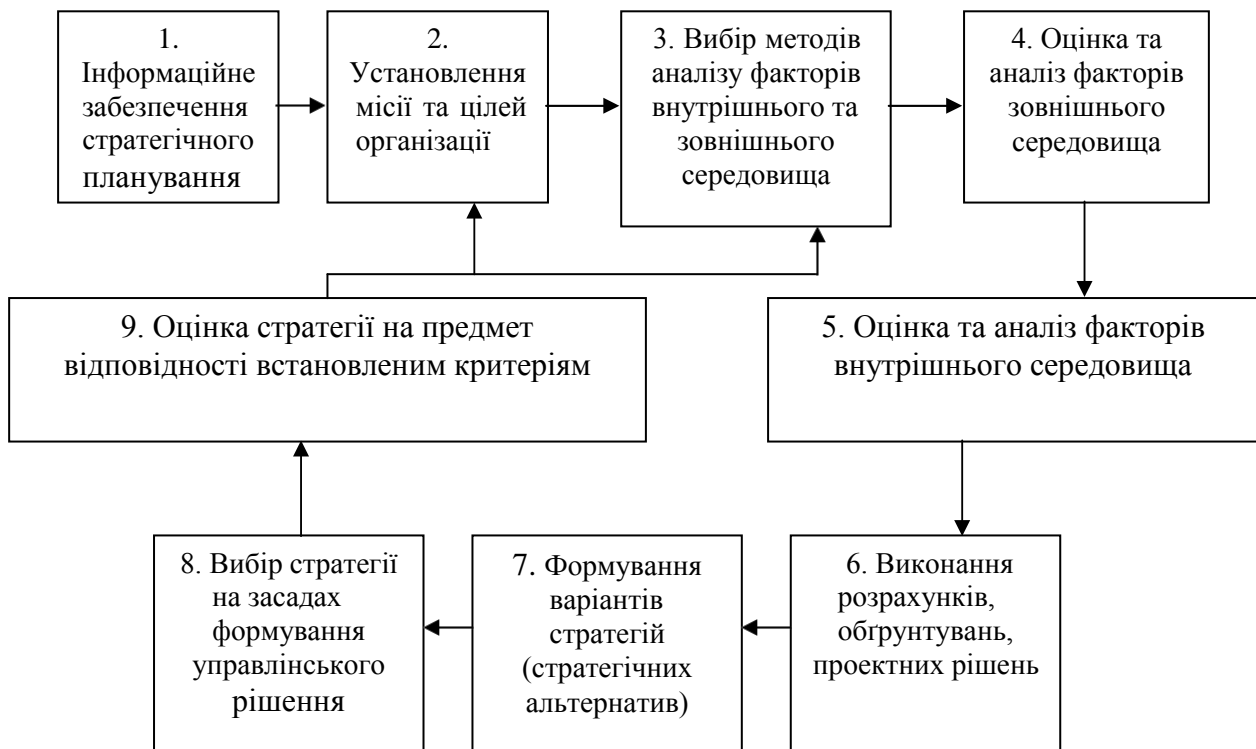 1.
Інформаційне
забезпечення
стратегічного
планування
2.
Установлення
місії та цілей
організації
3. Вибір методів
аналізу факторів
внутрішнього та
зовнішнього
середовища
4. Оцінка та
аналіз факторів
зовнішнього
середовища
9. Оцінка стратегії на предмет
відповідності встановленим критеріям
5. Оцінка та аналіз факторів
внутрішнього середовища
8. Вибір стратегії
на засадах
формування
управлінського
рішення
7. Формування
варіантів
стратегій
(стратегічних
альтернатив)
6. Виконання
розрахунків,
обґрунтувань,
проектних рішень